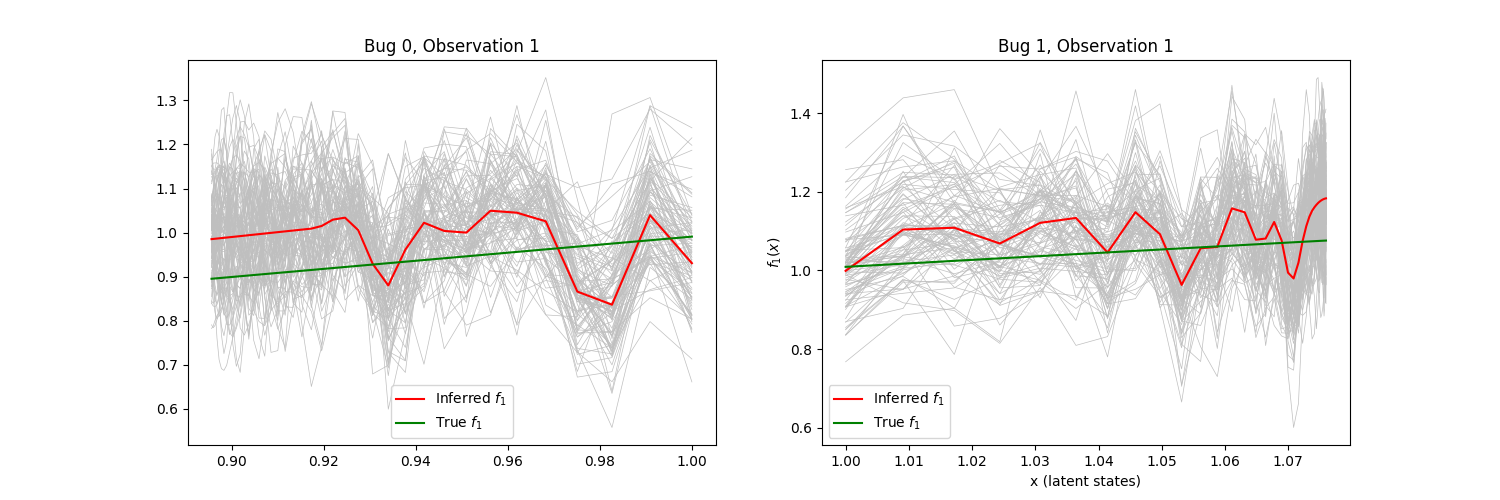 Bug 0, Observation 1
1.3
1.2
1.1
1.0
0.9
0.8
0.7
0.6
Inferred f₁
True f₁
0.90 0.92 0.94 0.96 0.98 1.00
Bug 1, Observation 1
f₁(x)
1.4
1.2
1.0
0.8
0.6
Inferred f₁
True f₁
1.00 1.01 1.02 1.03 1.04 1.05 1.06 1.07
x (latent states)